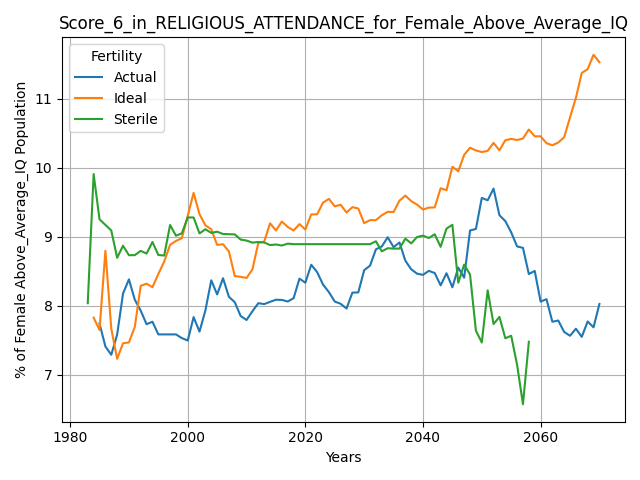 Score_6_in_RELIGIOUS_ATTENDANCE_for_Female_Above_Average_IQ
Fertility
Actual
Ideal
Sterile
% of Female Above_Average_IQ Population
11
10
9
8
7
1980
2000
2020
2040
2060
Years